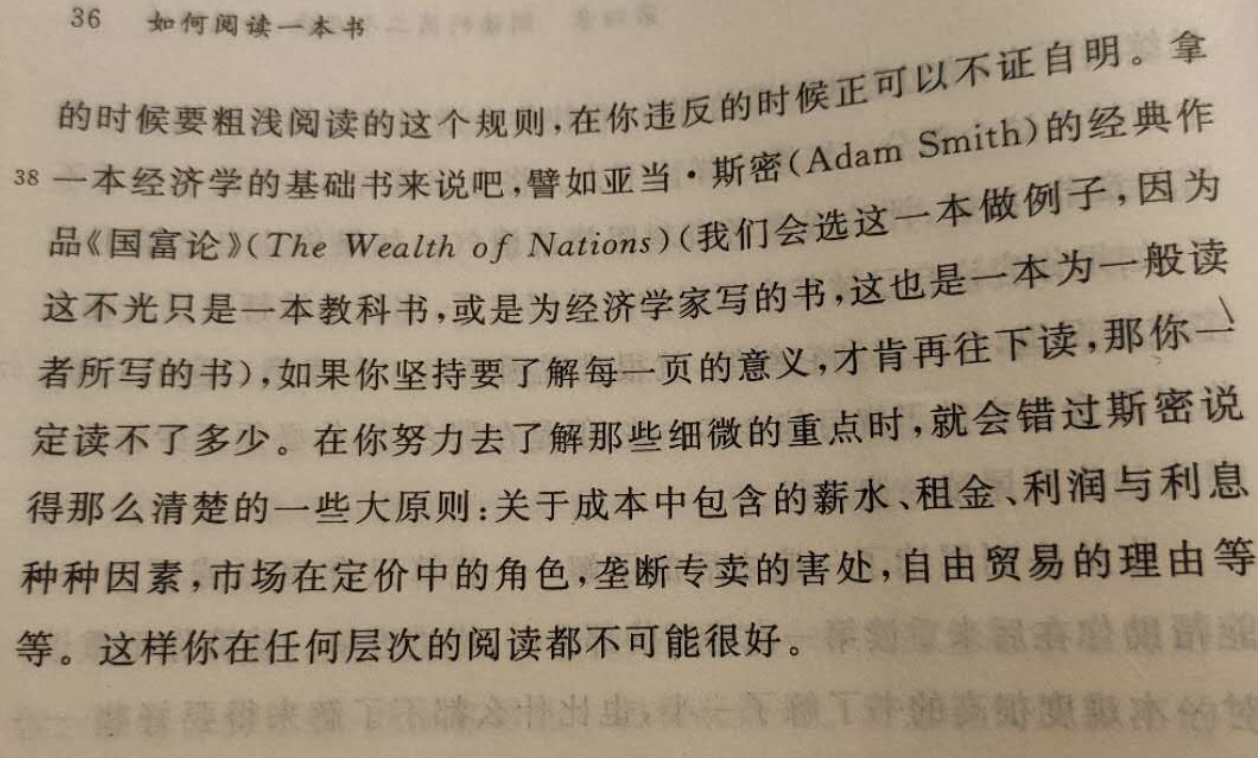 36 如何阅读一本书
的时候要粗浅阅读的这个规则,在你违反的时候正可以不证自明。拿
38 一本经济学的基础书来说吧,譬如亚当·斯密(Adam Smith)的经典作
品《国富论》(The Wealth of Nations)(我们会选这一本做例子,因为
这不光只是一本教科书,或是为经济学家写的书,这也是一本为一般读
者所写的书),如果你坚持要了解每一页的意义,才肯再往下读,那你一
定读不了多少。在你努力去了解那些细微的重点时,就会错过斯密说
得那么清楚的一些大原则:关于成本中包含的薪水、租金、利润与利息
种种因素,市场在定价中的角色,垄断专卖的害处,自由贸易的理由等
等。这样你在任何层次的阅读都不可能很好。